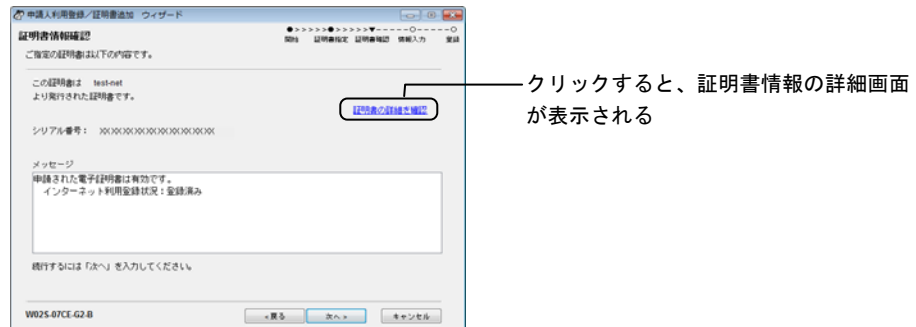 申請人利用登録／証明書追加　ウィザード
証明書情報確認
●>>>>>●>>>>>▼-----○-----○
開始　証明書指定　証明書確認　情報入力　登録
ご指定の証明書は以下の内容です。
この証明書は　test-net
より発行された証明書です。
証明書の詳細を確認
クリックすると、証明書情報の詳細画面
が表示される
シリアル番号：　XXXXXXXXXXXXXXXXXXXX
メッセージ
申請された電子証明書は有効です。
インターネット利用登録状況：登録済み
続行するには「次へ」を入力してください。
W02S-07CE-G2-B
<戻る　次へ>　キャンセル